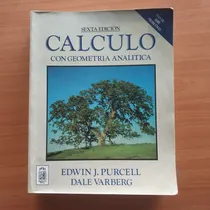 SEXTA EDICIÓN
CALCULO
CON GEOMETRIA ANALITICA
EDWIN J. PURCELL
DALE VARBERG